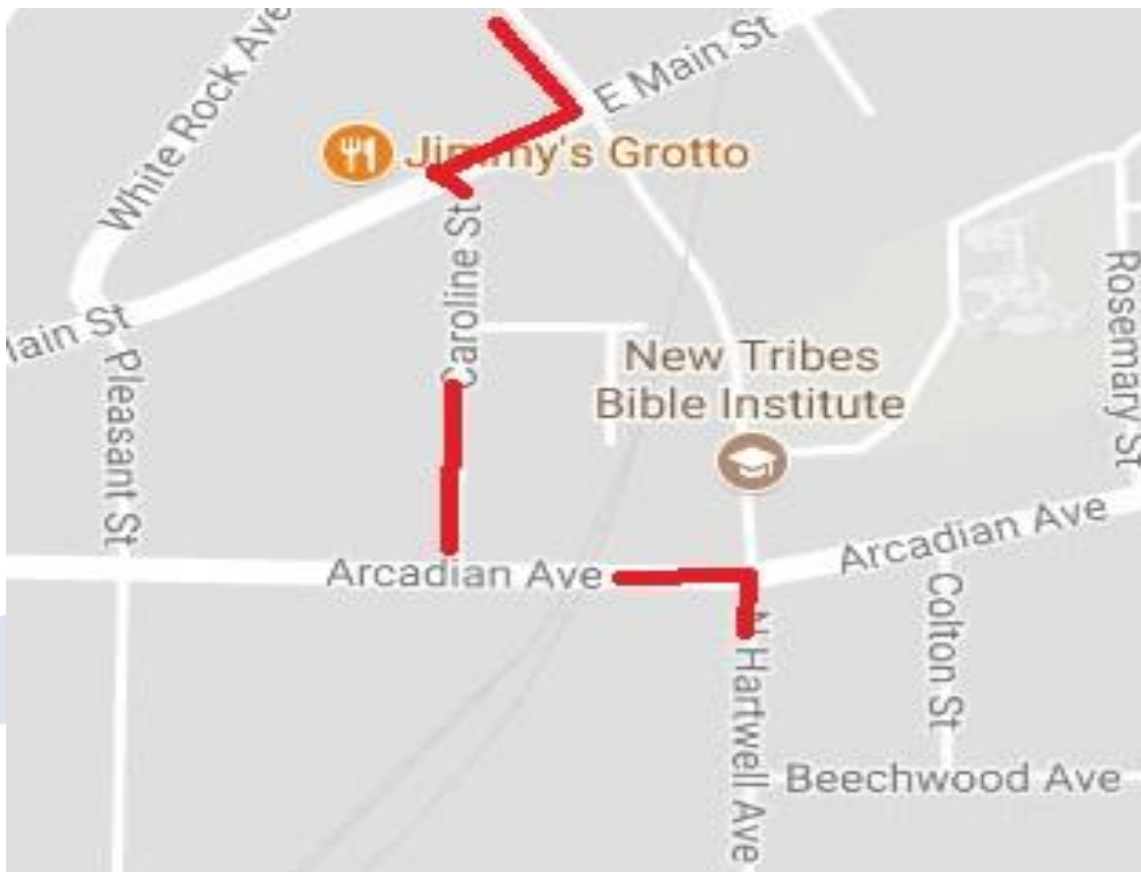 White Rock Ave
E Main St
Jimmy's Grotto
Caroline St
Rosemary St
lain St
Pleasant St
New Tribes
Bible Institute
Arcadian Ave
Arcadian Ave
Colton St
N Hartwell Ave
Beechwood Ave